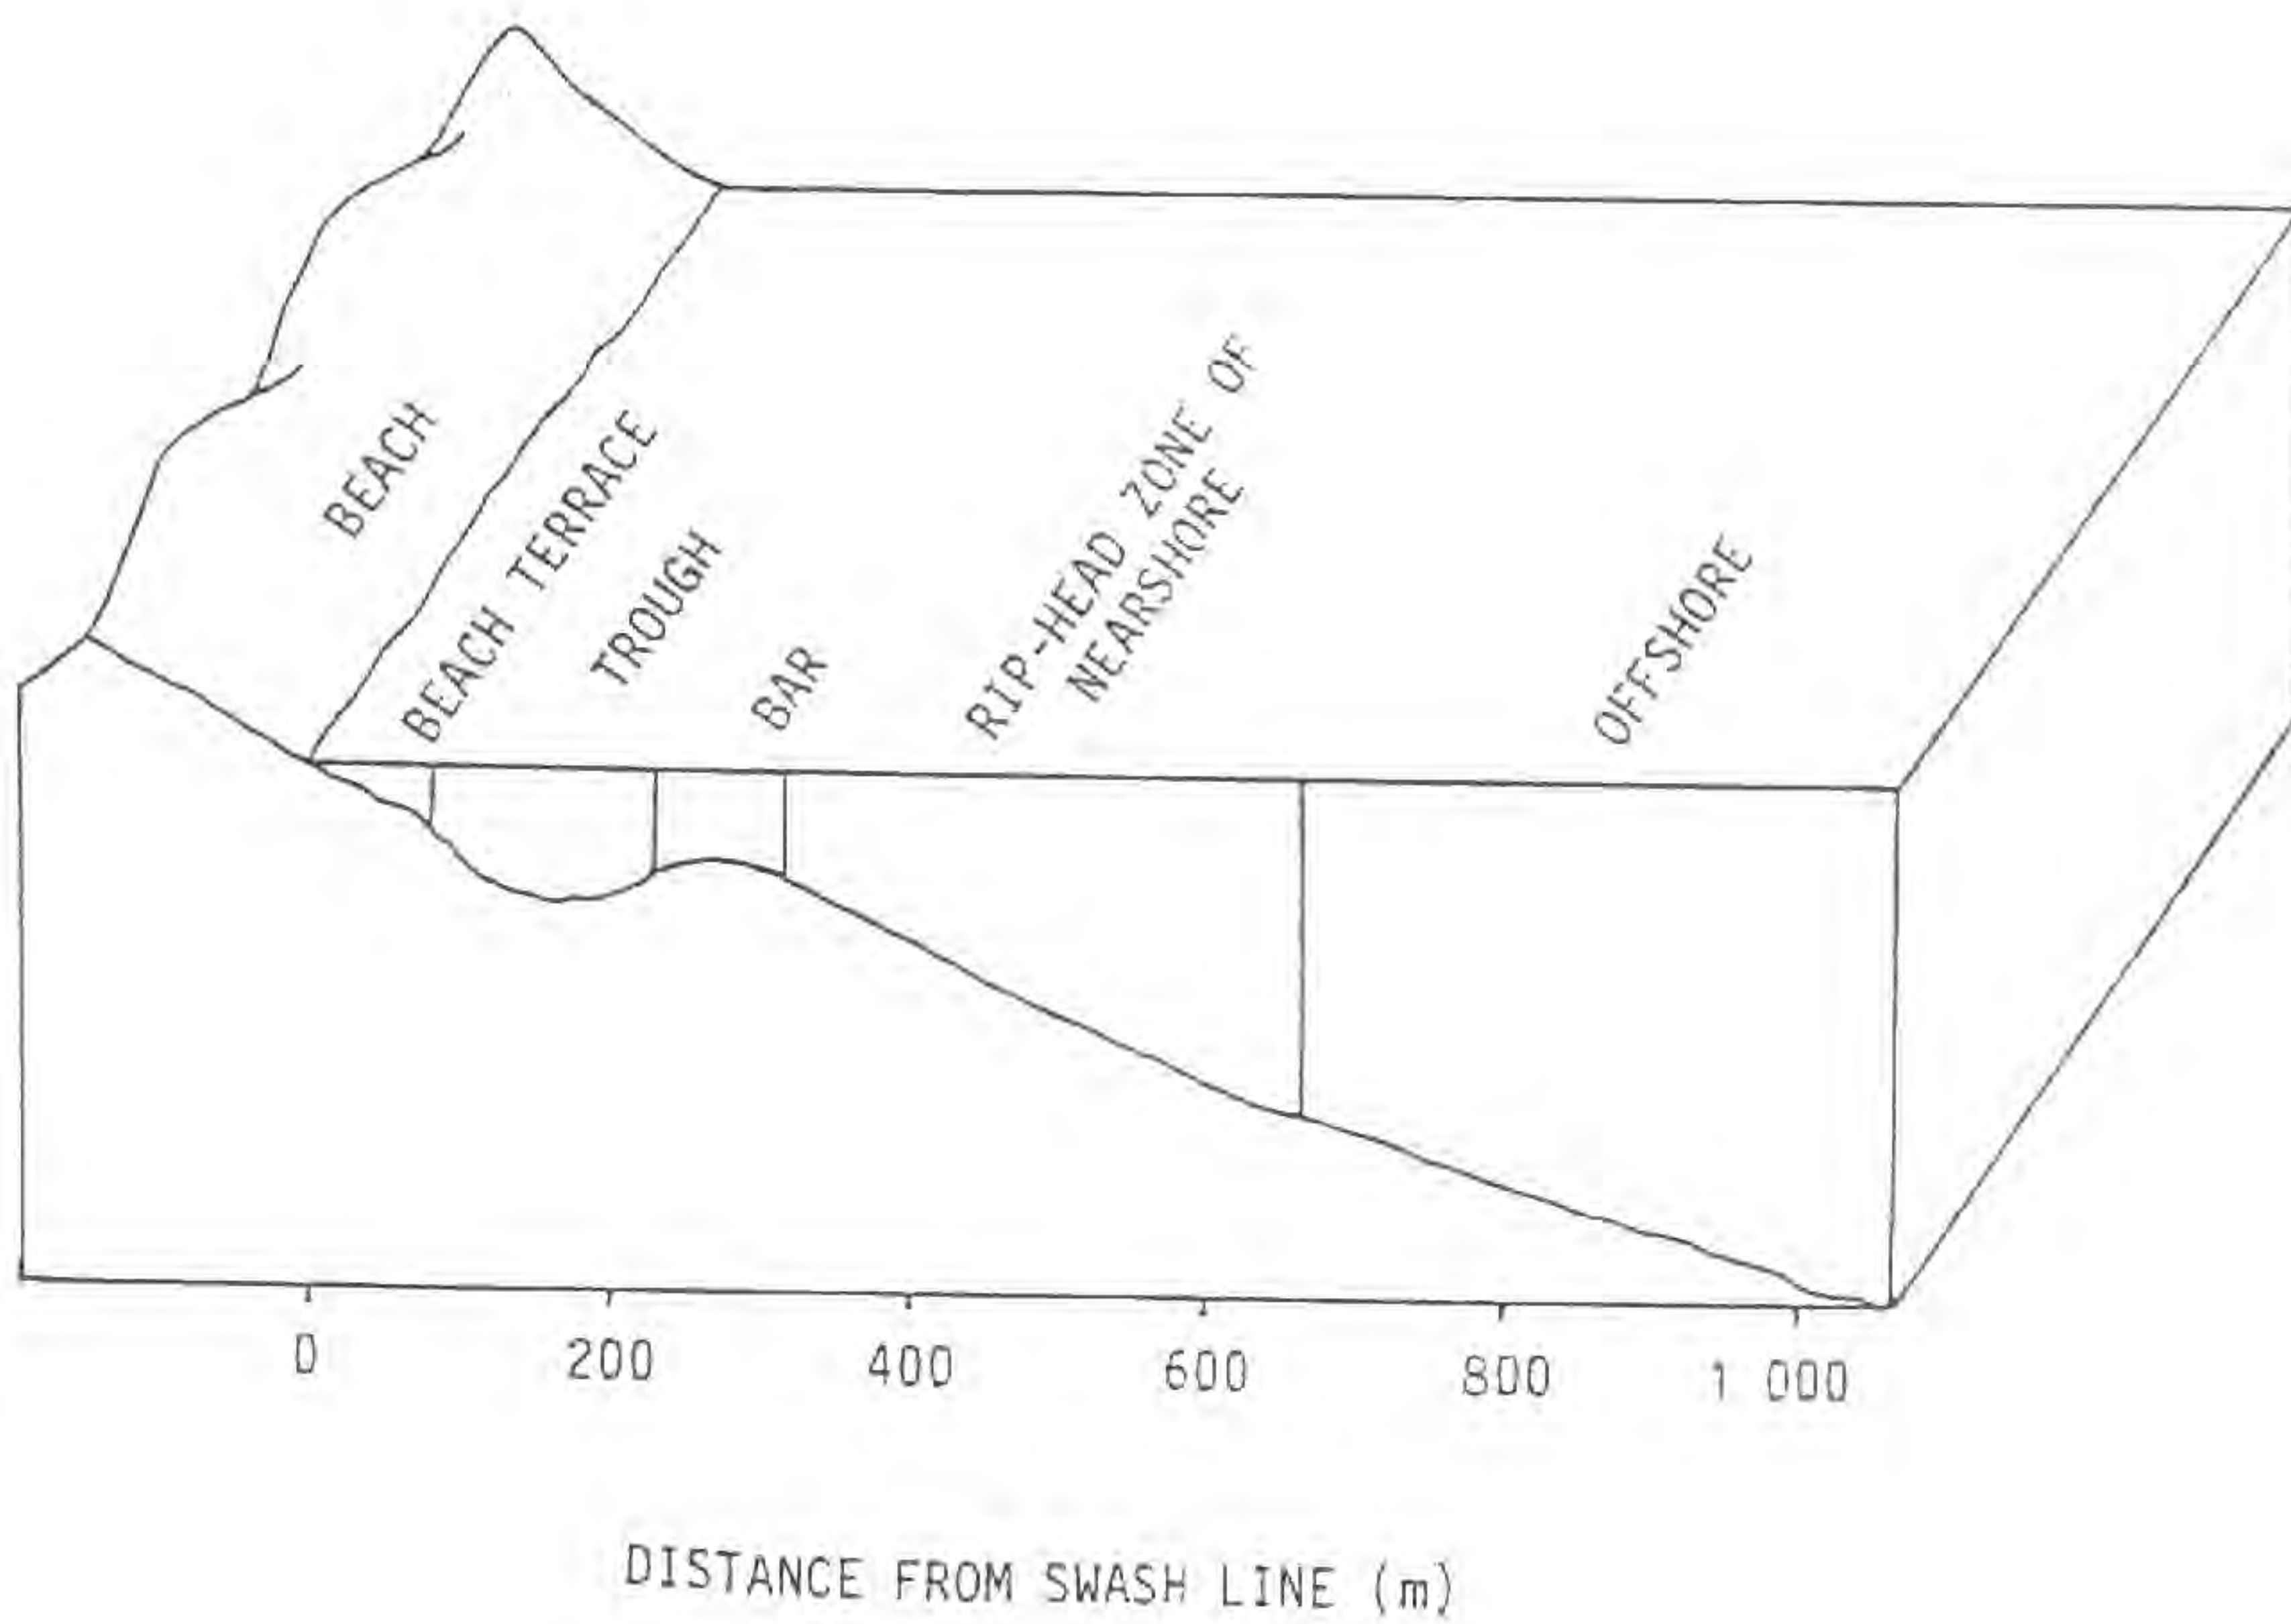 BEACH
BEACH TERRACE
TROUGH
BAR
RIP-HEAD ZONE OF
NEARSHORE
OFFSHORE
0 200 400 600 800 1 000
DISTANCE FROM SWASH LINE (m)